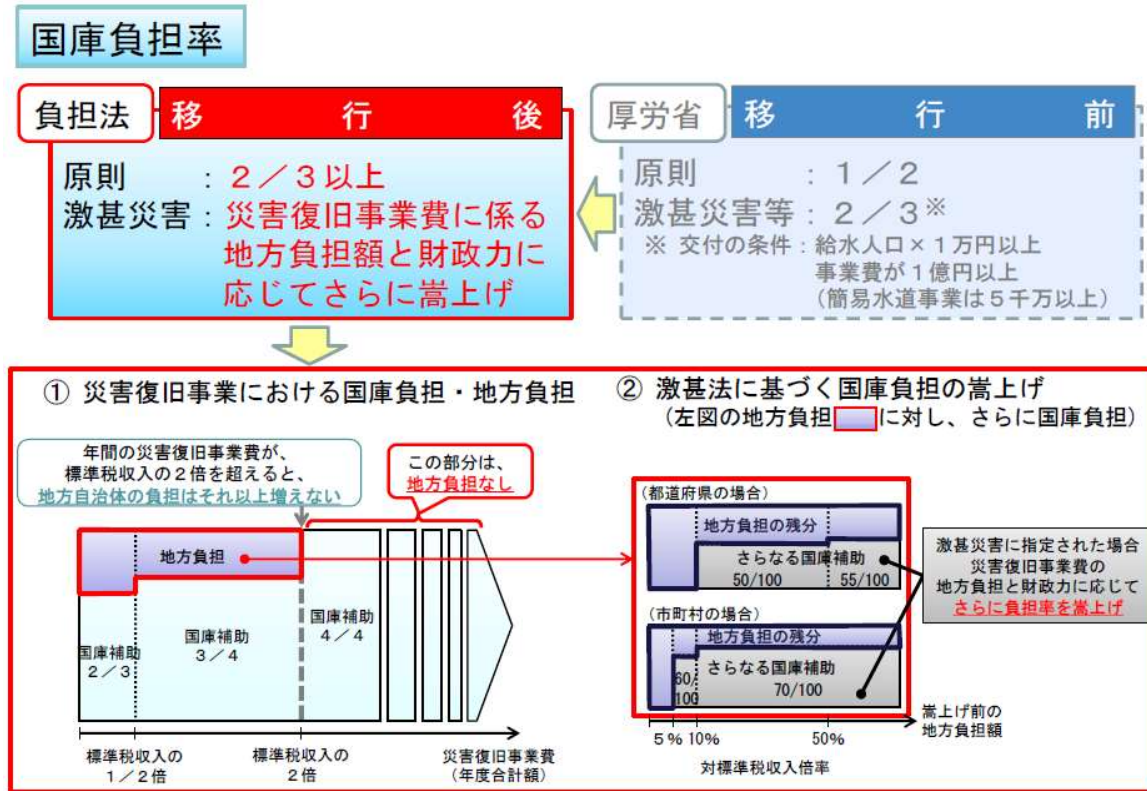 国庫負担率
負担法
移行後
原則 : 2/3以上
激甚災害 : 災害復旧事業費に係る
地方負担額と財政力に
応じてさらに嵩上げ
厚労省
移行前
原則 : 1/2
激甚災害等 : 2/3※
※ 交付の条件 : 給水人口×1万円以上
事業費が1億円以上
(簡易水道事業は5千万以上)
① 災害復旧事業における国庫負担・地方負担
年間の災害復旧事業費が、
標準税収入の2倍を超えると、
地方自治体の負担はそれ以上増えない
この部分は、
地方負担なし
地方負担
国庫補助
2/3
国庫補助
3/4
国庫補助
4/4
標準税収入の
1/2倍
標準税収入の
2倍
災害復旧事業費
(年度合計額)
② 激甚法に基づく国庫負担の嵩上げ
(左図の地方負担 に対し、さらに国庫負担)
(都道府県の場合)
地方負担の残分
さらなる国庫補助
50/100
55/100
(市町村の場合)
地方負担の残分
60/
100
さらなる国庫補助
70/100
5% 10% 50%
対標準税収入倍率
嵩上げ前の
地方負担額
激甚災害に指定された場合
災害復旧事業費の
地方負担と財政力に応じて
さらに負担率を嵩上げ